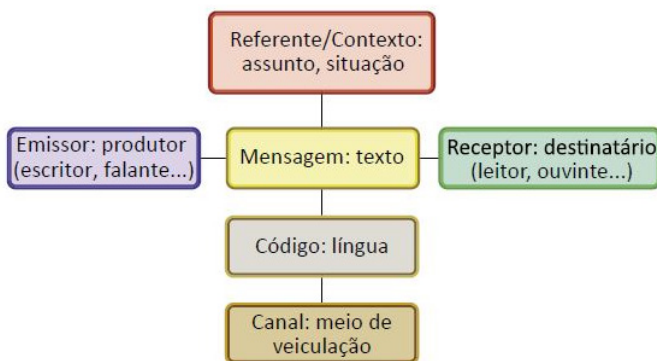 Referente/Contexto:
assunto, situação
Emissor: produtor
(escritor, falante...)
Mensagem: texto
Receptor: destinatário
(leitor, ouvinte...)
Código: língua
Canal: meio de
veiculação